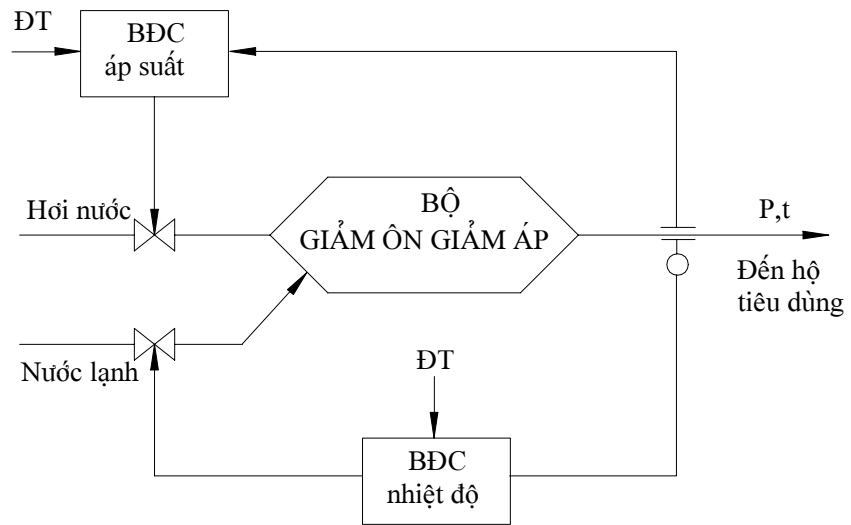 ĐT
BĐC
áp suất
Hơi nước
BỘ
GIẢM ÔN GIẢM ÁP
P,t
Đến hộ
tiêu dùng
Nước lạnh
ĐT
BĐC
nhiệt độ